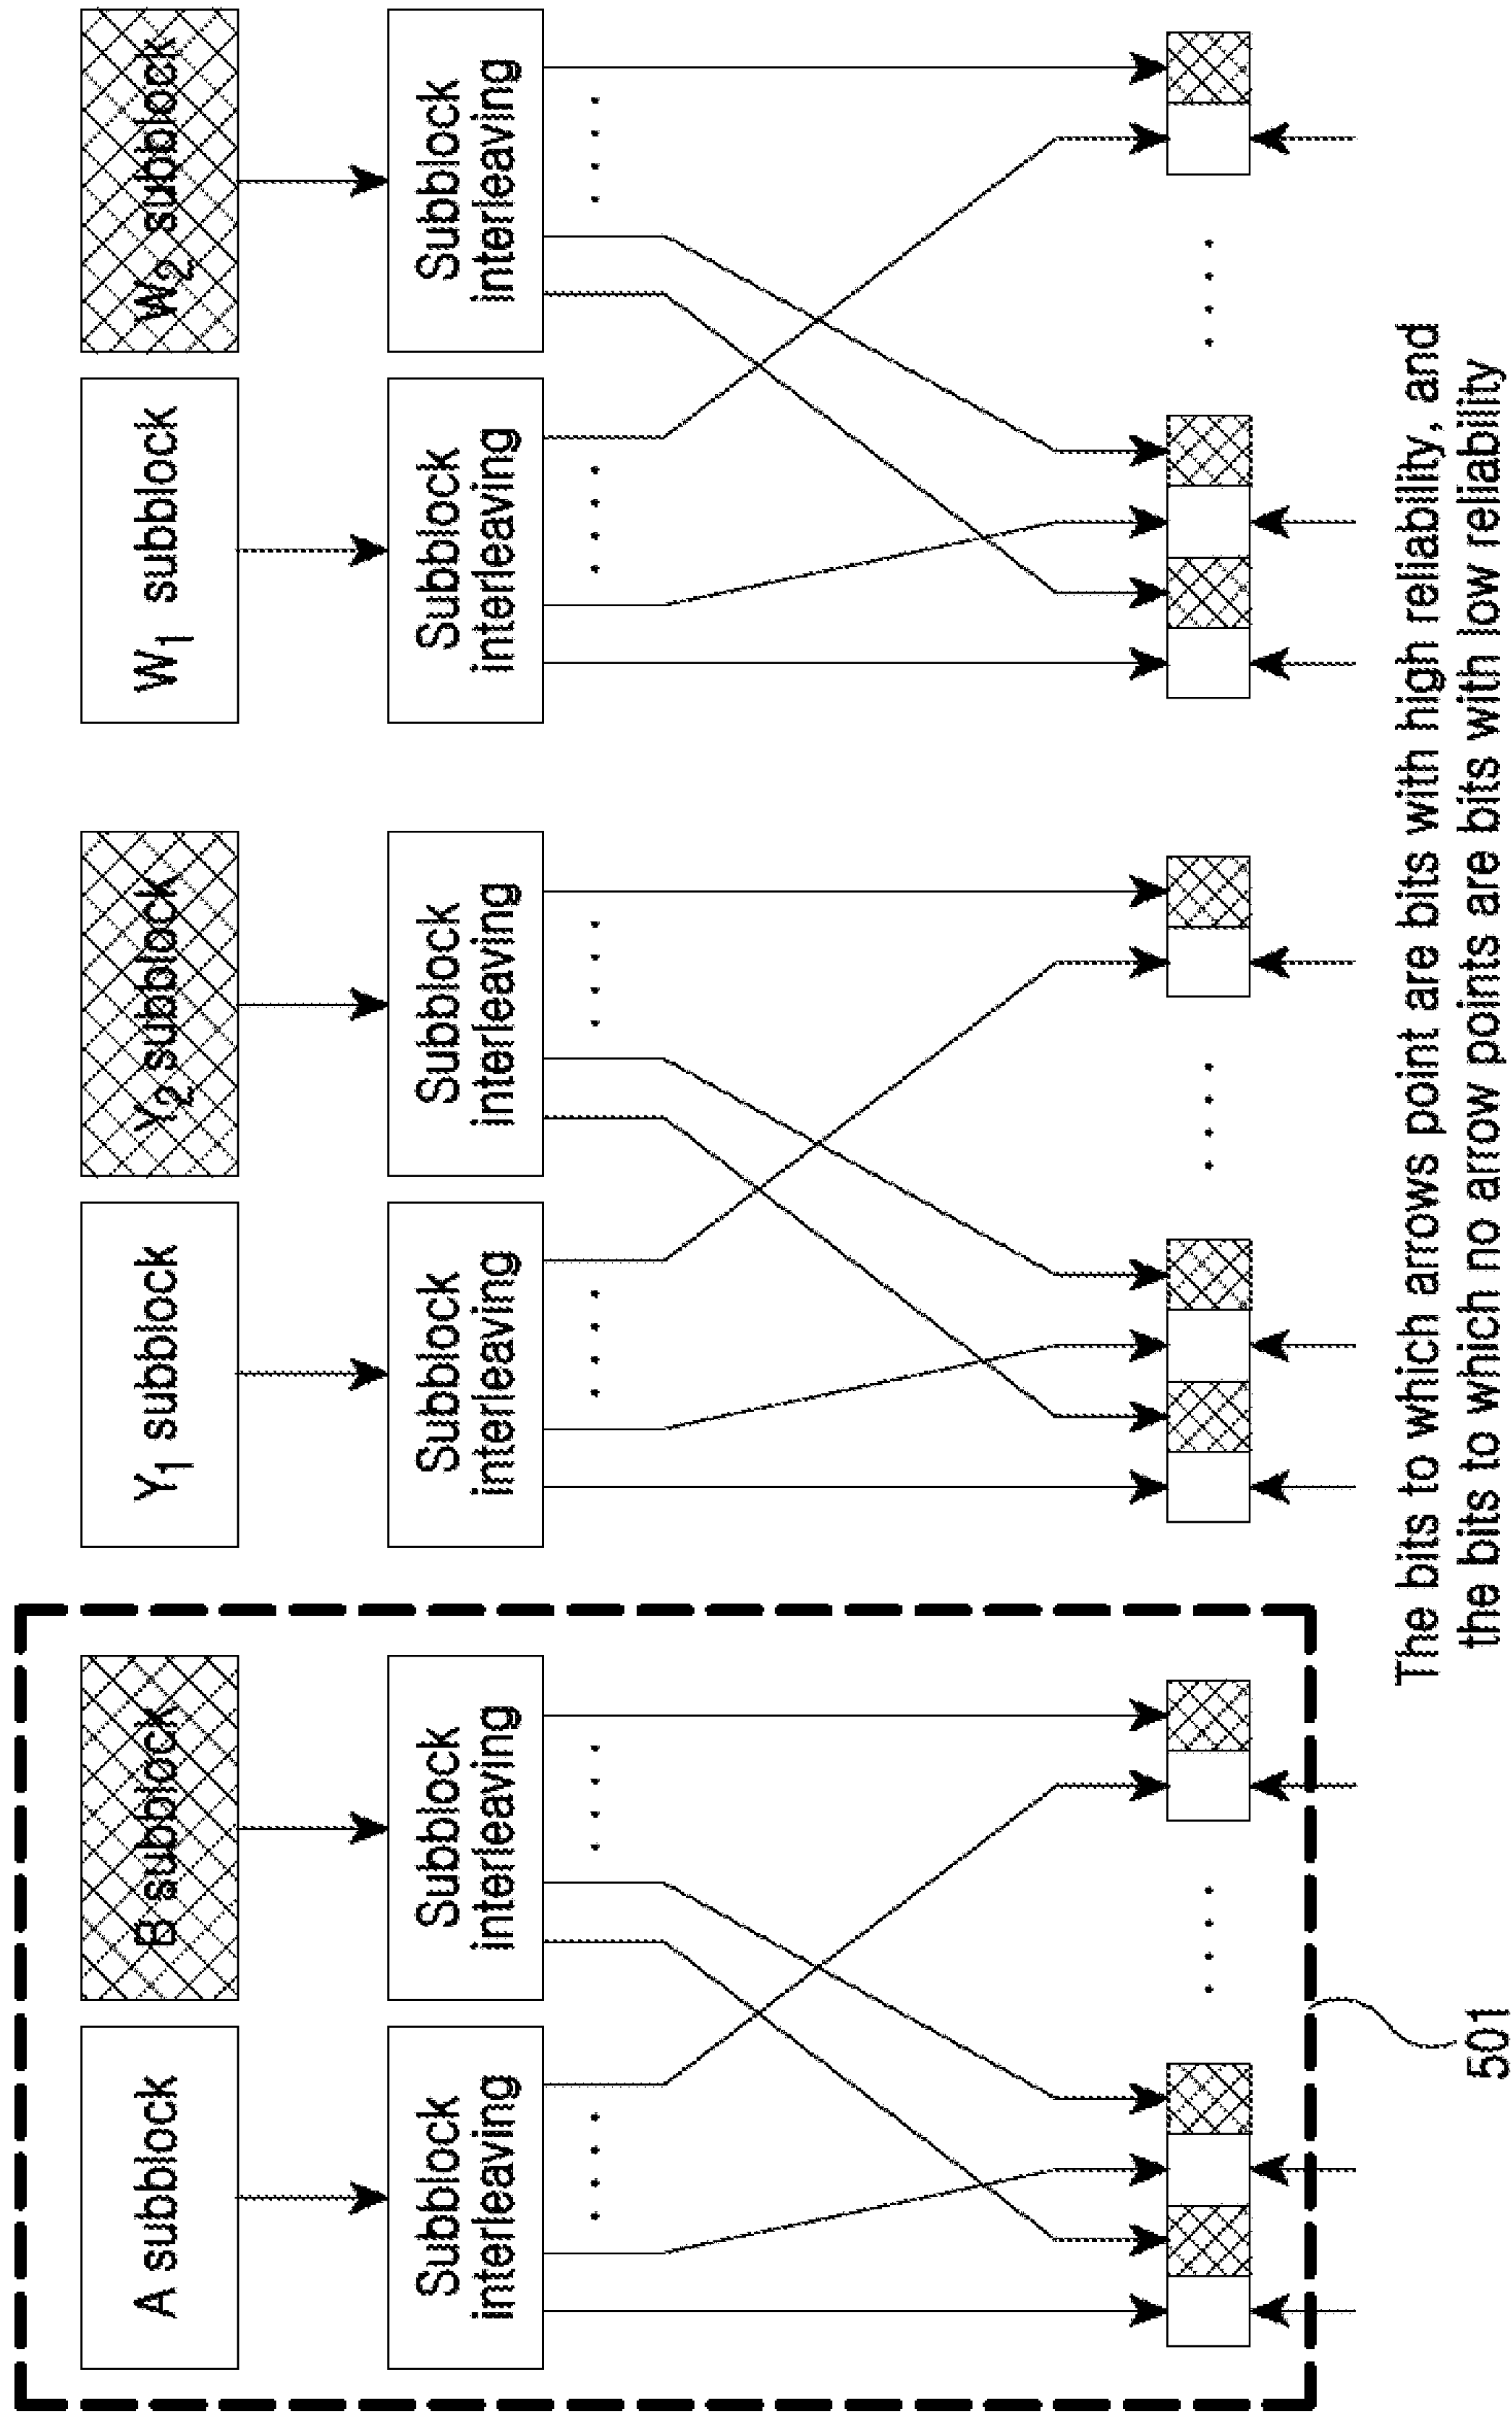 A subblock
B subblock
Y1 subblock
Y2 subblock
W1 subblock
W2 subblock
Subblock
interleaving
Subblock
interleaving
Subblock
interleaving
Subblock
interleaving
Subblock
interleaving
Subblock
interleaving
The bits to which arrows point are bits with high reliability, and
the bits to which no arrow points are bits with low reliability
501